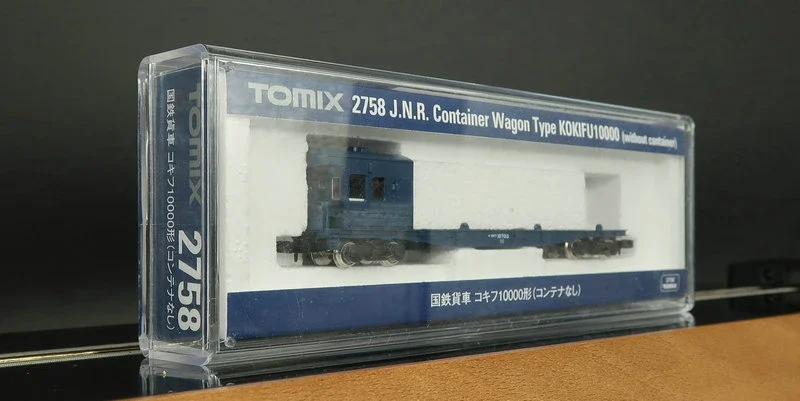 TOMIX 2758 J.N.R. Container Wagon Type KOKIFU10000 (without container)
国鉄貨車 コキフ10000形(コンテナなし)
TOMIX 2758
国鉄貨車 コキフ10000形(コンテナなし)